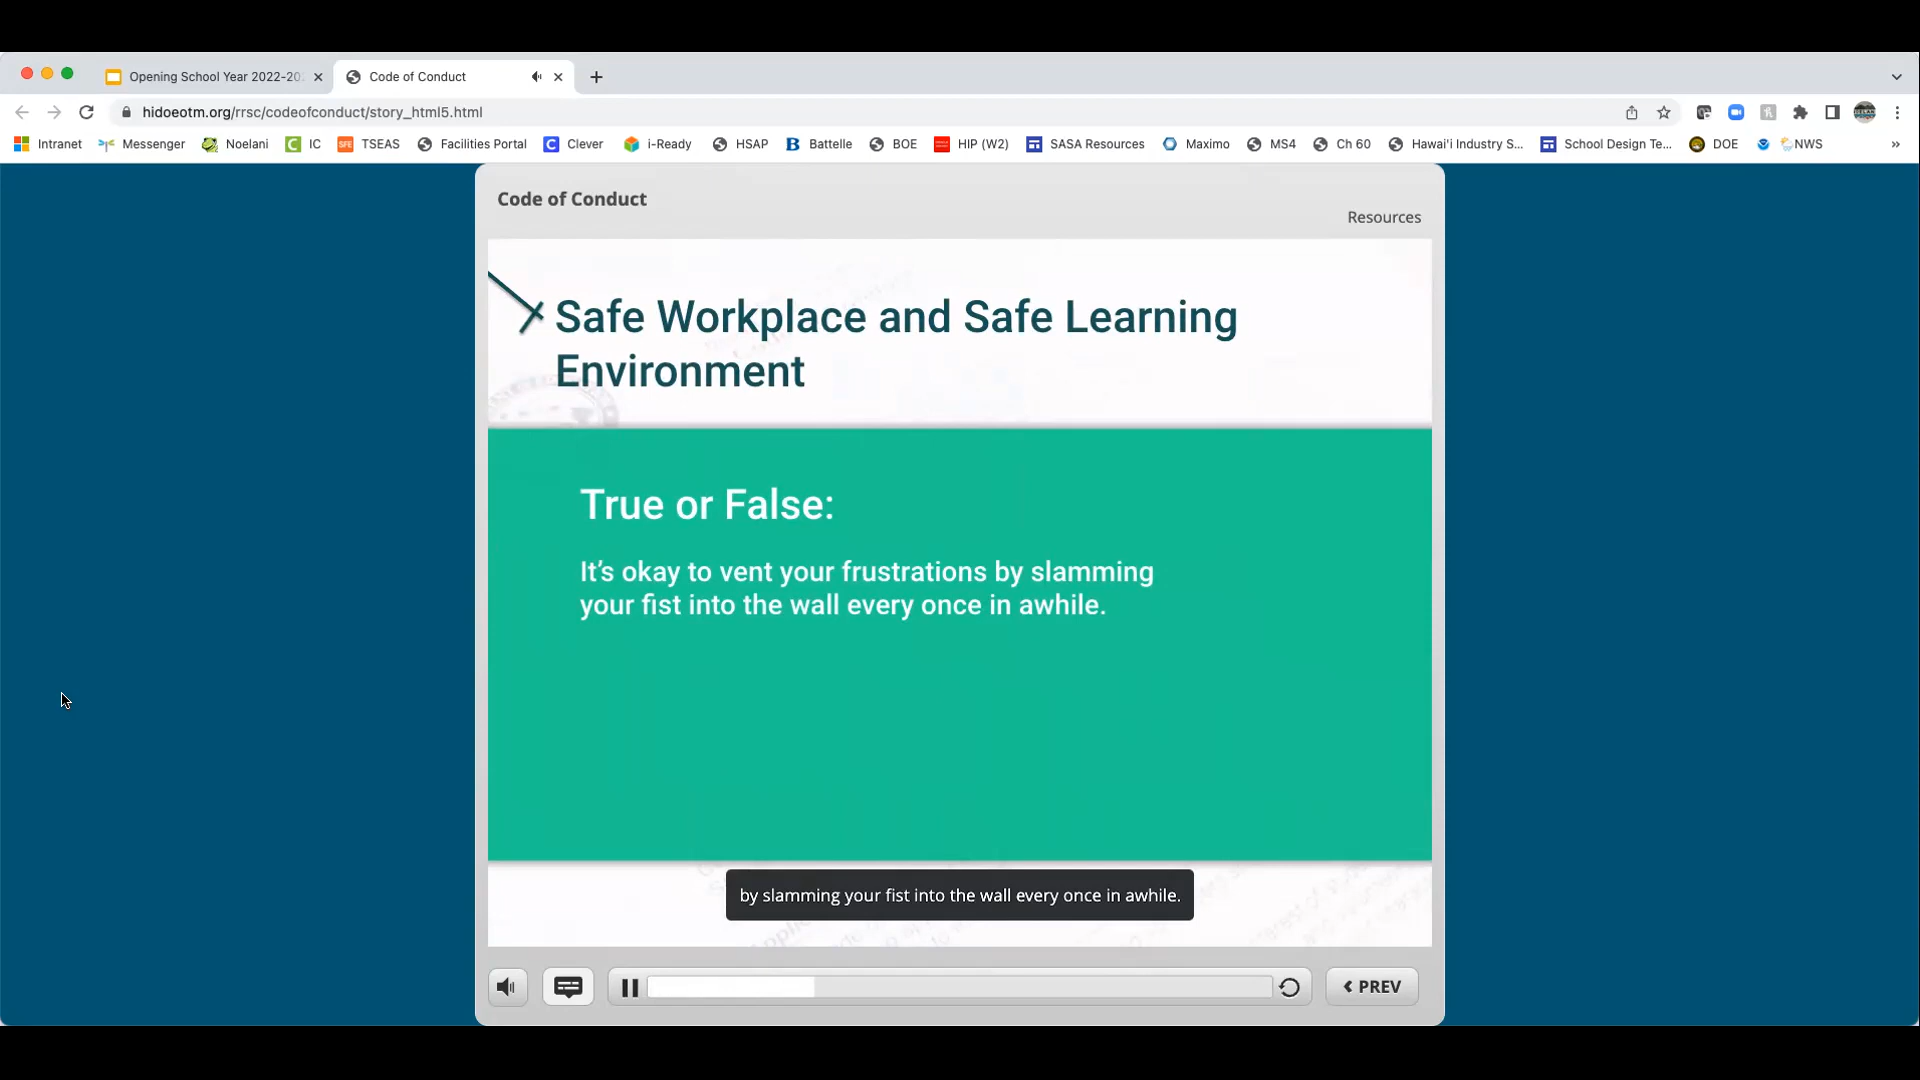 Opening School Year 2022-20
Code of Conduct
hidoeotm.org/rrsc/codeofconduct/story_html5.html
Intranet Messenger Noelani IC TSEAS Facilities Portal Clever i-Ready HSAP Battelle BOE HIP (W2) SASA Resources Maximo MS4 Ch 60 Hawai'i Industry S... School Design Te... DOE NWS
Code of Conduct
Resources
Safe Workplace and Safe Learning
Environment
True or False:
It's okay to vent your frustrations by slamming
your fist into the wall every once in awhile.
by slamming your fist into the wall every once in awhile.
PREV